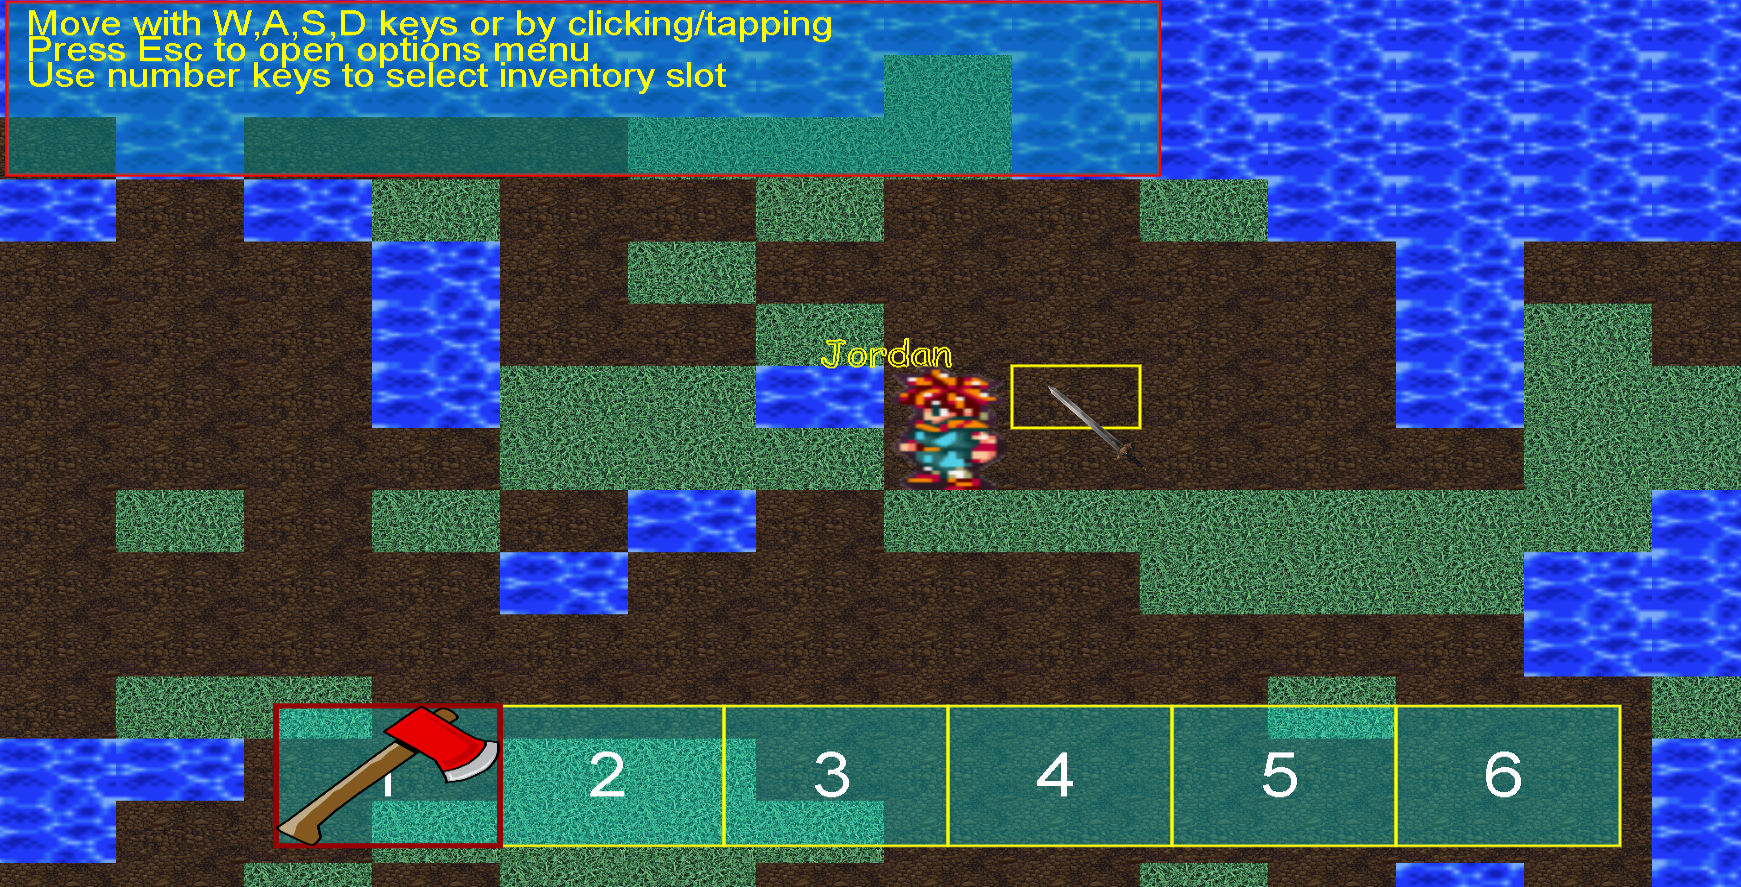 Move with W,A,S,D keys or by clicking/tapping
Press Esc to open options menu
Use number keys to select inventory slot
Jordan
1 2 3 4 5 6